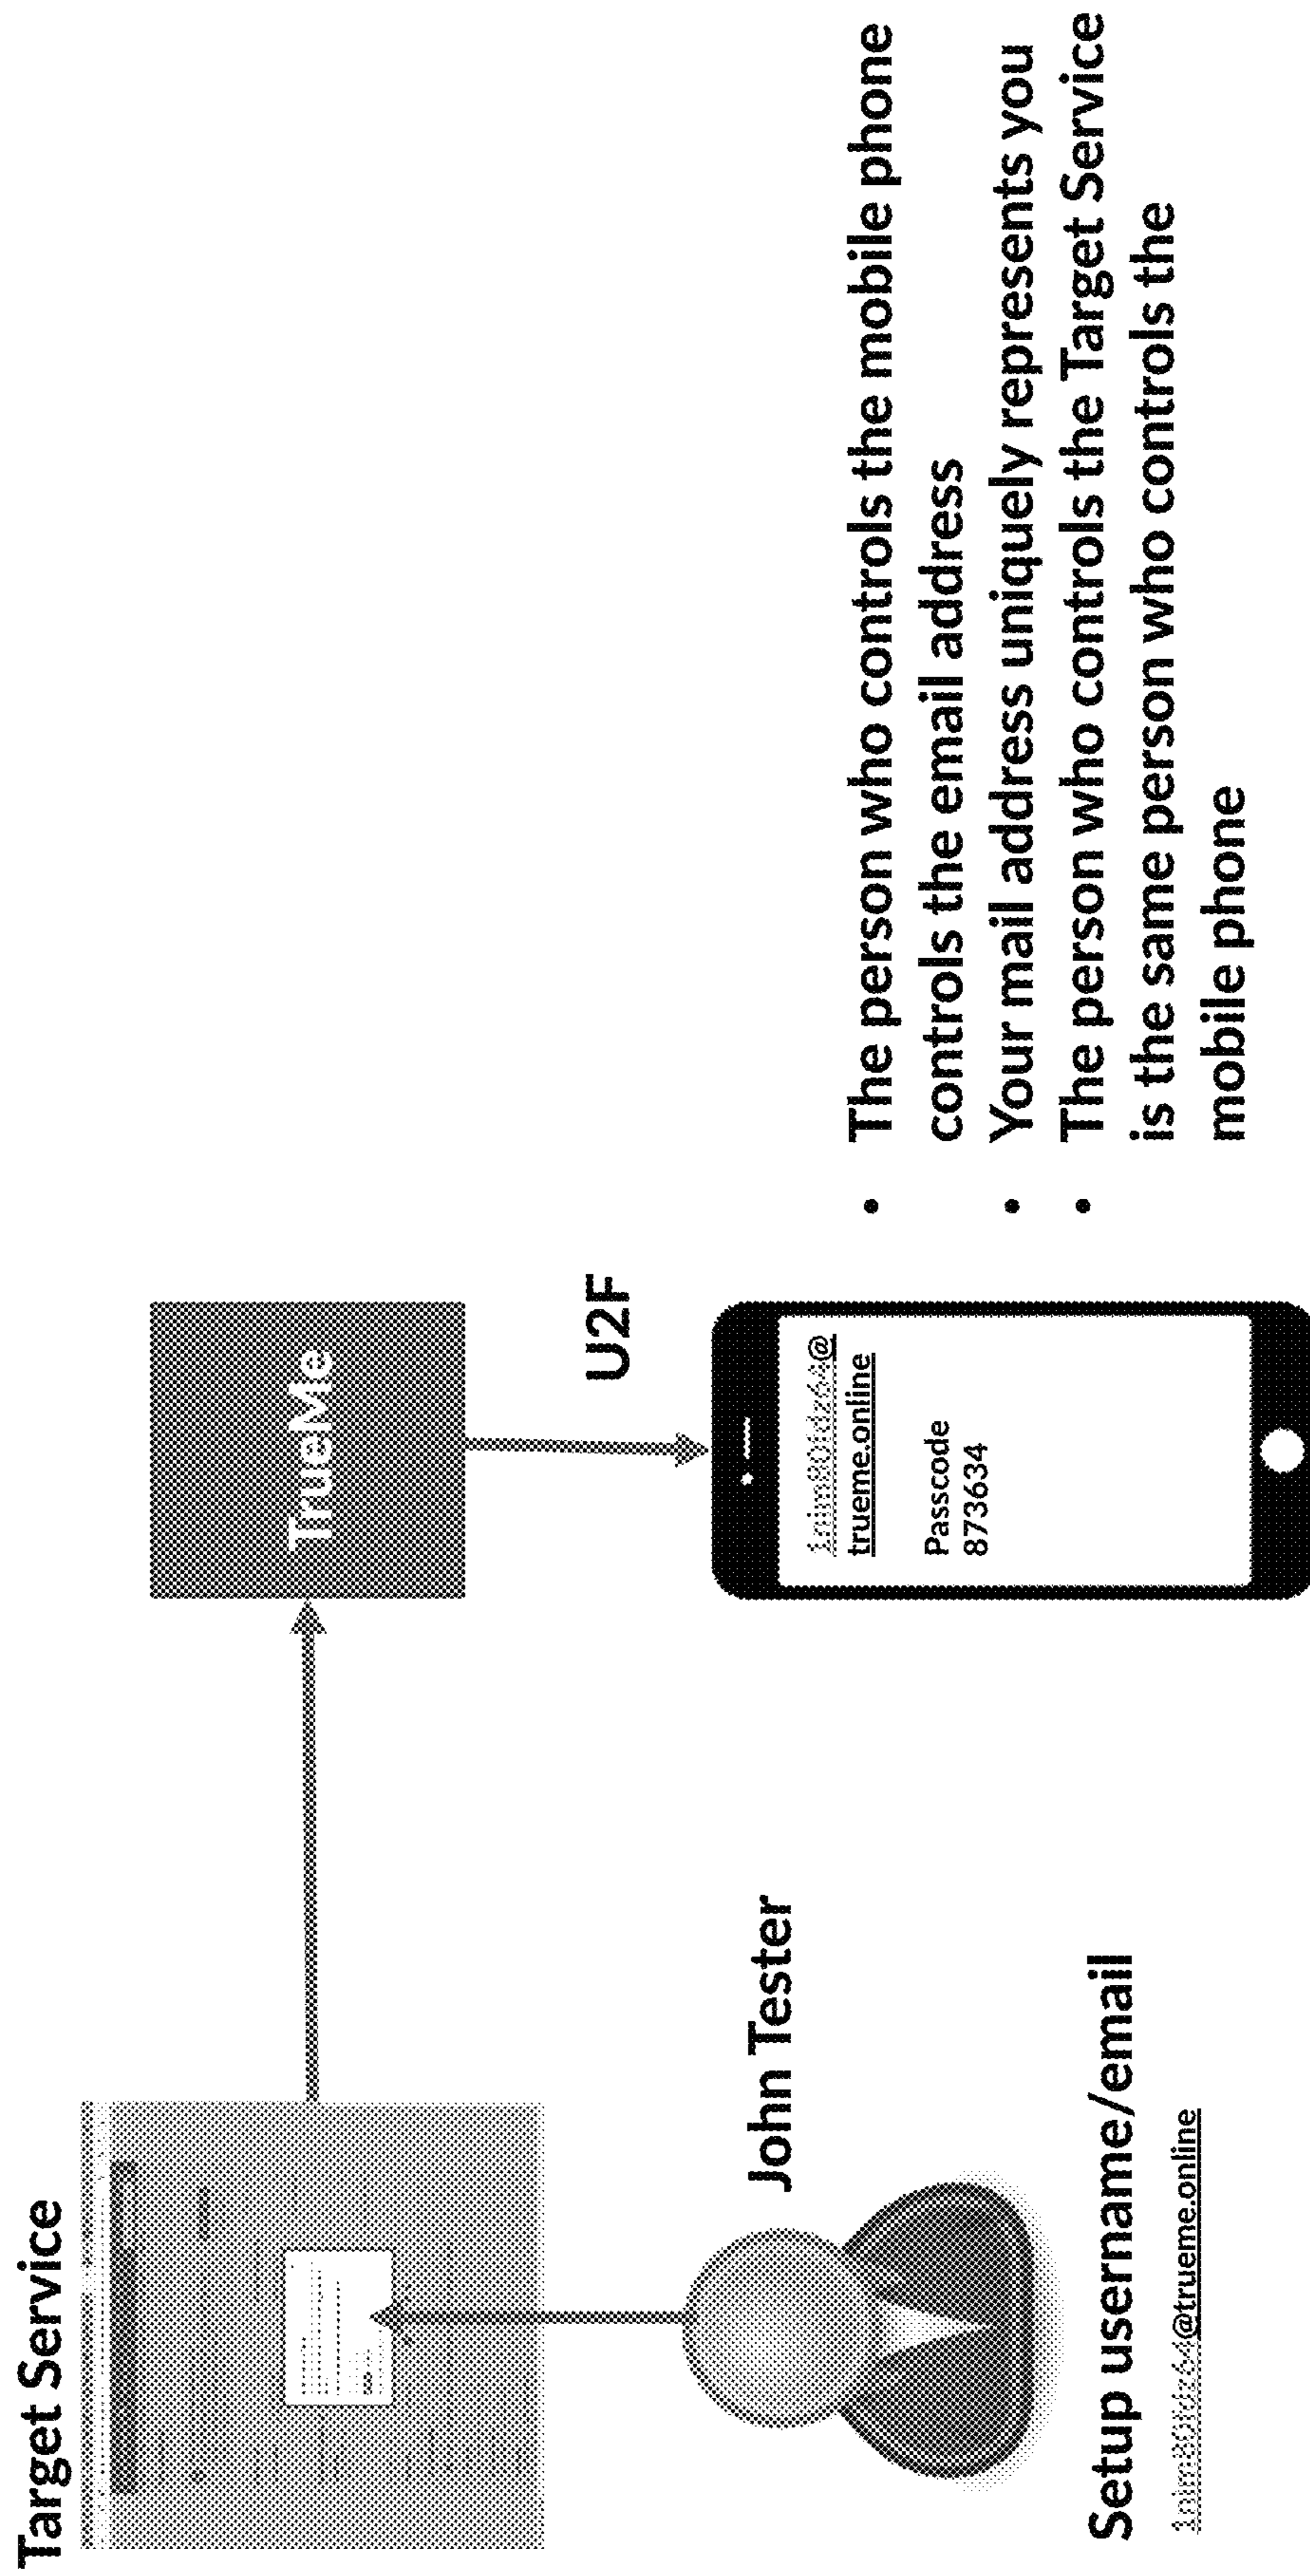 Target Service
TrueMe
U2F
John Tester
Setup username/email
@trueme.online
trueme.online
Passcode
873634
• The person who controls the mobile phone
controls the email address
• Your mail address uniquely represents you
• The person who controls the Target Service
is the same person who controls the
mobile phone